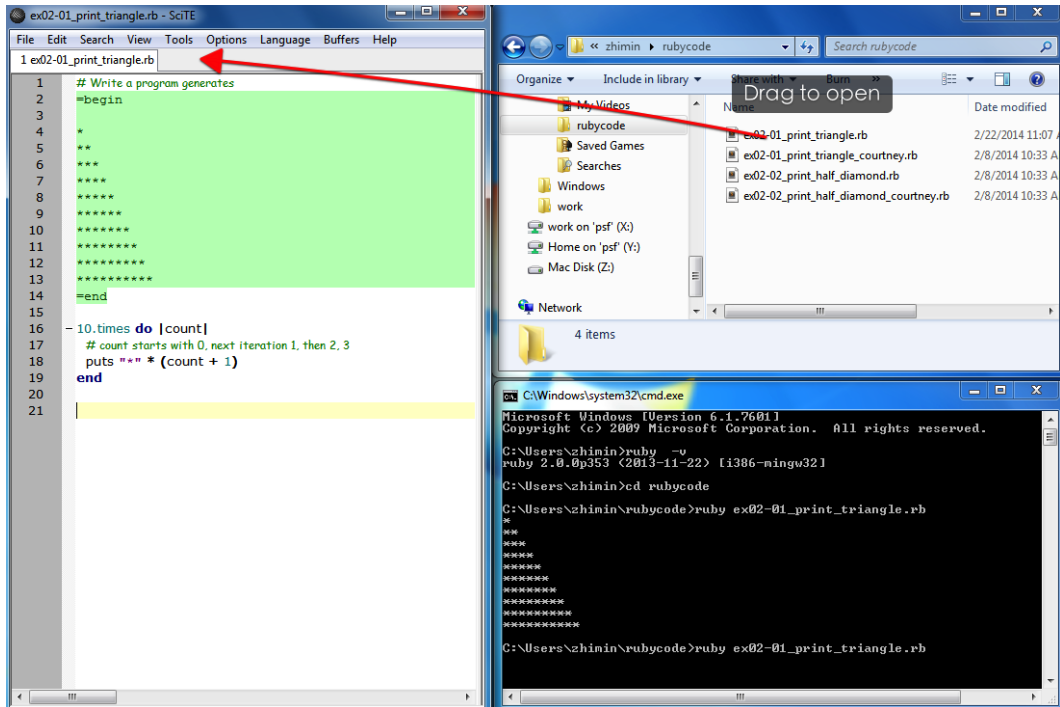 ex02-01_print_triangle.rb - SciTE
File Edit Search View Tools Options Language Buffers Help
1 ex02-01_print_triangle.rb
1 # Write a program generates
2 =begin
3
4 *
5 **
6 ***
7 ****
8 *****
9 ******
10 *******
11 ********
12 *********
13 **********
14 =end
15
16 10.times do |count|
17 # count starts with 0, next iteration 1, then 2, 3
18 puts "*" * (count + 1)
19 end
20
21
« zhimin rubycode
Search rubycode
Organize Include in library Share with Burn »
Drag to open
My Videos
rubycode
Saved Games
Searches
Windows
work
work on 'psf' (X:)
Home on 'psf' (Y:)
Mac Disk (Z:)
Network
Name Date modified
ex02-01_print_triangle.rb 2/22/2014 11:07
ex02-01_print_triangle_courtney.rb 2/8/2014 10:33 A
ex02-02_print_half_diamond.rb 2/8/2014 10:33 A
ex02-02_print_half_diamond_courtney.rb 2/8/2014 10:33 A
4 items
C:\Windows\system32\cmd.exe
Microsoft Windows [Version 6.1.7601]
Copyright (c) 2009 Microsoft Corporation. All rights reserved.
C:\Users\zhimin>ruby -v
ruby 2.0.0p353 (2013-11-22) [i386-mingw32]
C:\Users\zhimin>cd rubycode
C:\Users\zhimin\rubycode>ruby ex02-01_print_triangle.rb
*
**
***
****
*****
******
*******
********
*********
**********
C:\Users\zhimin\rubycode>ruby ex02-01_print_triangle.rb